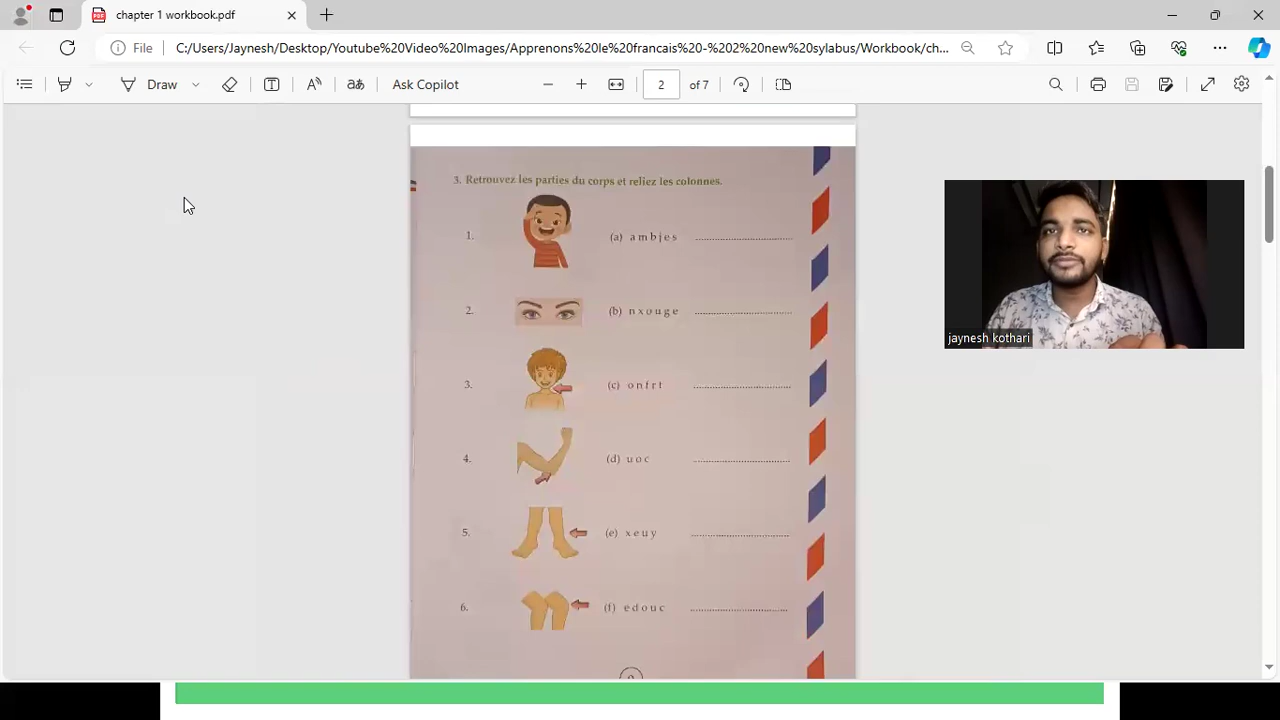 chapter 1 workbook.pdf
File
C:/Users/Jaynesh/Desktop/Youtube%20Video%20Images/Apprenons%20le%20francais%20-%202%20new%20sylabus/Workbook/ch...
Draw
aあ
Ask Copilot
2 of 7
3. Retrouvez les parties du corps et reliez les colonnes.
1. (a) a m b j e s ..............................
2. (b) n x o u g e ..............................
3. (c) o n f r t ..............................
4. (d) u o c ..............................
5. (e) x e u y ..............................
6. (f) e d o u c ..............................
jaynesh kothari